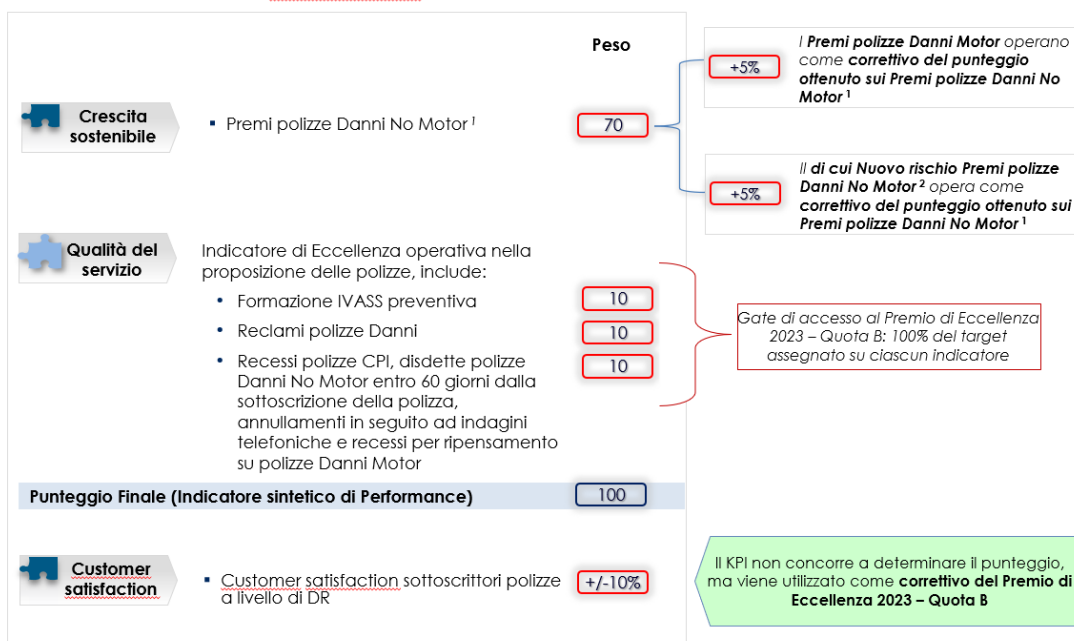 Peso
Crescita
sostenibile
▪ Premi polizze Danni No Motor 1
70
+5%
I Premi polizze Danni Motor operano
come correttivo del punteggio
ottenuto sui Premi polizze Danni No
Motor 1
+5%
Il di cui Nuovo rischio Premi polizze
Danni No Motor 2 opera come
correttivo del punteggio ottenuto sui
Premi polizze Danni No Motor 1
Qualità del
servizio
Indicatore di Eccellenza operativa nella
proposizione delle polizze, include:
• Formazione IVASS preventiva
10
• Reclami polizze Danni
10
• Recessi polizze CPI, disdette polizze
Danni No Motor entro 60 giorni dalla
sottoscrizione della polizza,
annullamenti in seguito ad indagini
telefoniche e recessi per ripensamento
su polizze Danni Motor
10
Gate di accesso al Premio di Eccellenza
2023 – Quota B: 100% del target
assegnato su ciascun indicatore
Punteggio Finale (Indicatore sintetico di Performance)
100
Customer
satisfaction
▪ Customer satisfaction sottoscrittori polizze
a livello di DR
+/-10%
Il KPI non concorre a determinare il punteggio,
ma viene utilizzato come correttivo del Premio di
Eccellenza 2023 – Quota B